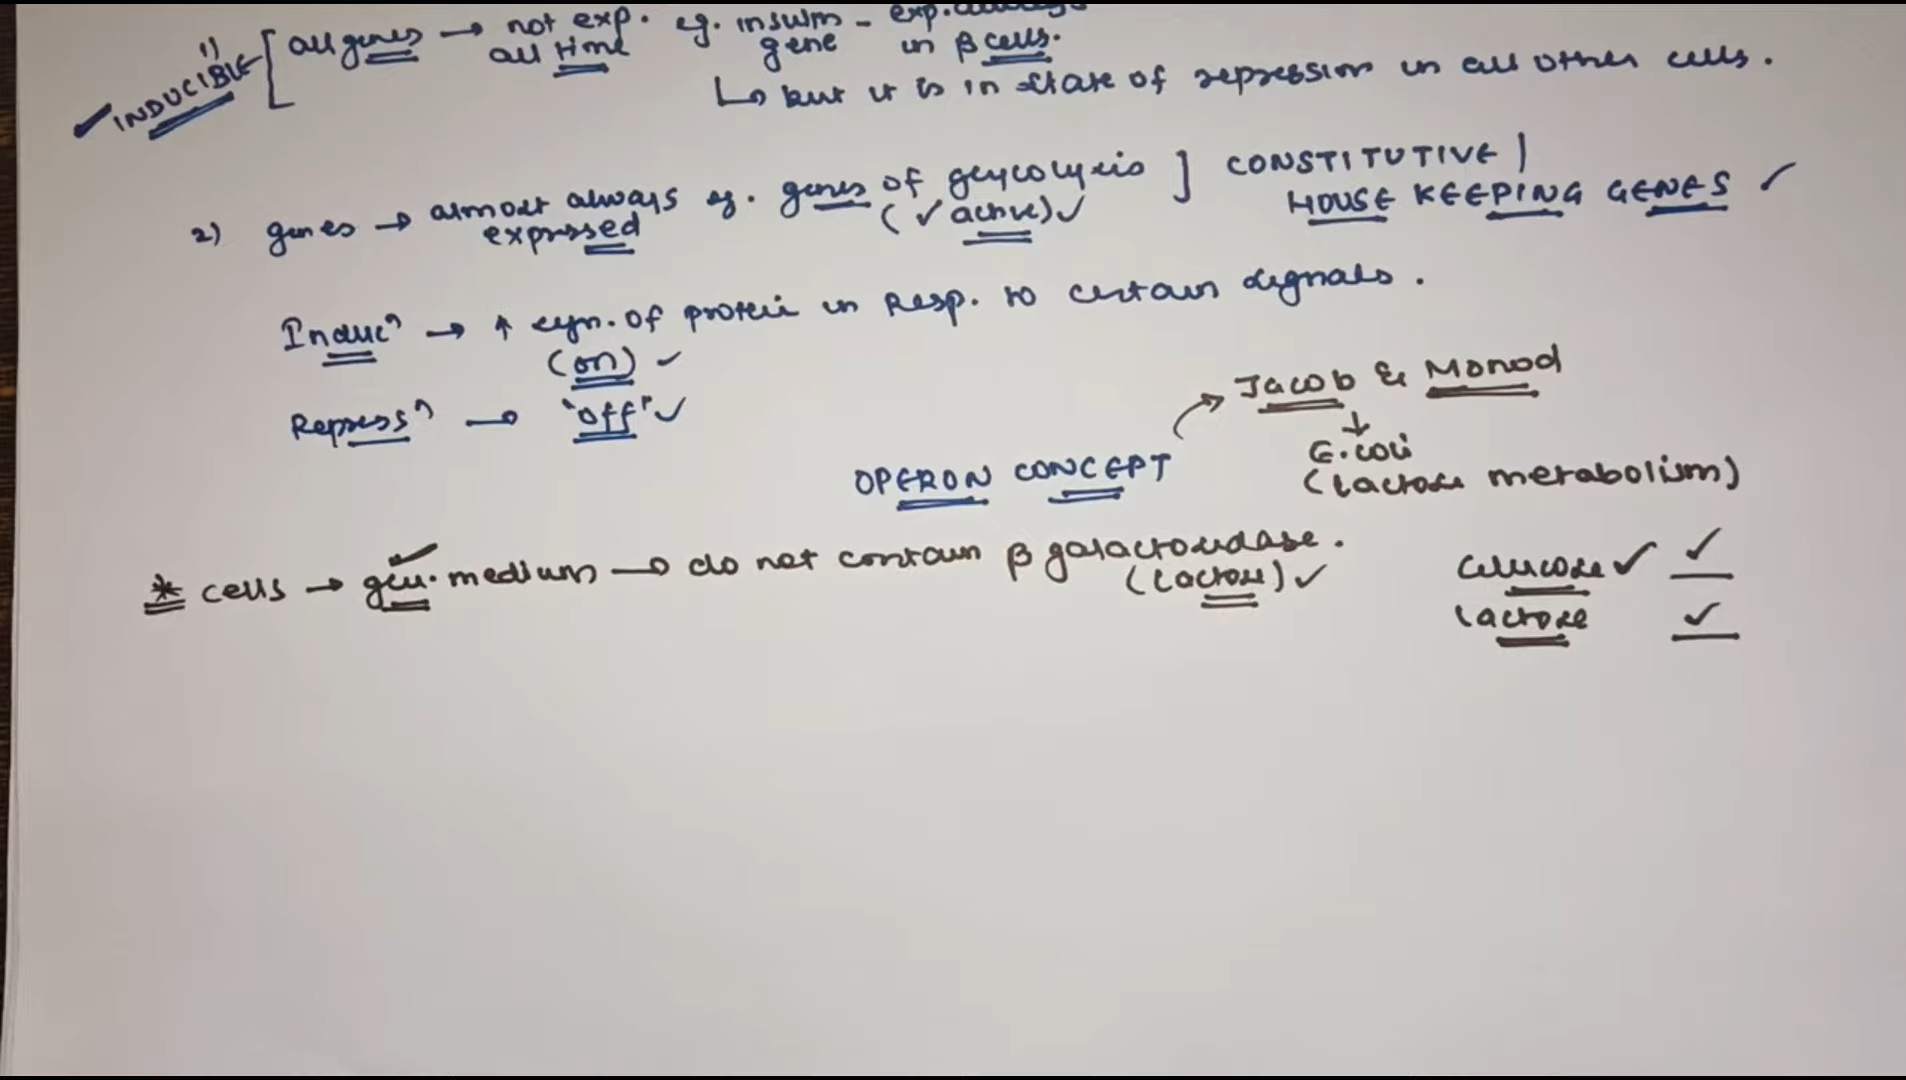 1) all genes → not exp. eg. insulin - exp.
INDUCIBLE all time gene in β cells.
↳ but it is in state of repression in all other cells.
2) genes → almost always eg. genes of glycolysis ] CONSTITUTIVE |
expressed (✓ active) ✓ HOUSE KEEPING GENES ✓
Inducⁿ → ↑ syn. of protein in Resp. to certain signals.
(on) ✓
Repressⁿ → "off" ✓
Jacob & Monod
↓
OPERON CONCEPT E.coli
(lactose metabolism)
* cells → glu. medium → do not contain β galactosidase.
(lactose) ✓
Glucose ✓ ✓
lactose ✓